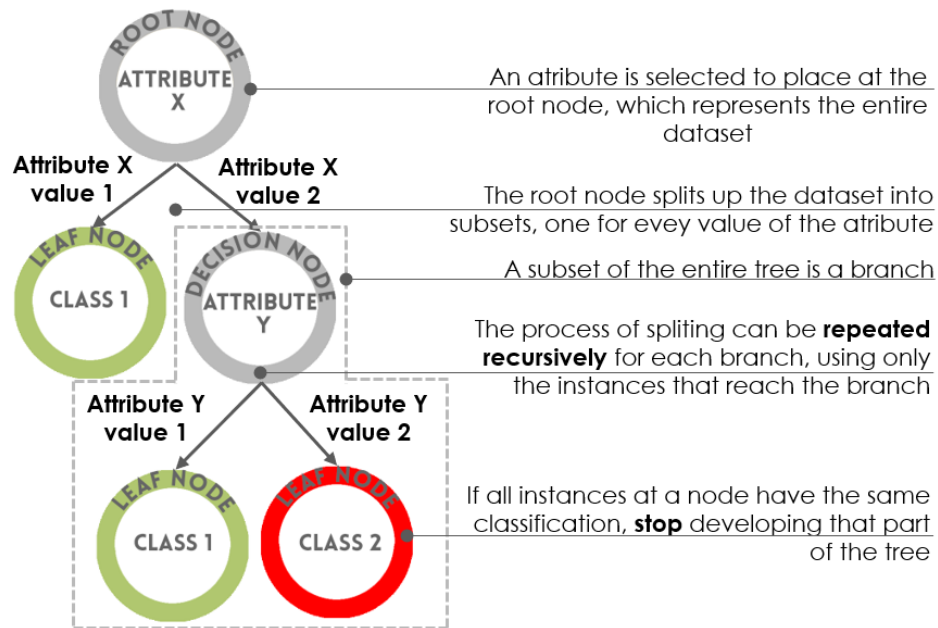 ROOT NODE
ATTRIBUTE
X
An atribute is selected to place at the
root node, which represents the entire
dataset
Attribute X
value 1
Attribute X
value 2
The root node splits up the dataset into
subsets, one for evey value of the atribute
LEAF NODE
CLASS 1
DECISION NODE
ATTRIBUTE
Y
A subset of the entire tree is a branch
The process of spliting can be repeated
recursively for each branch, using only
the instances that reach the branch
Attribute Y
value 1
Attribute Y
value 2
LEAF NODE
CLASS 1
LEAF NODE
CLASS 2
If all instances at a node have the same
classification, stop developing that part
of the tree